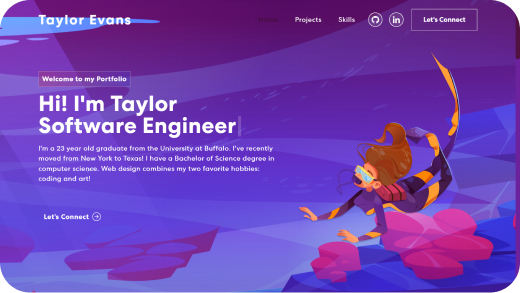 Taylor Evans
Home
Projects
Skills
in
Let's Connect
Welcome to my Portfolio
Hi! I'm Taylor
Software Engineer
I'm a 23 year old graduate from the University at Buffalo. I've recently
moved from New York to Texas! I have a Bachelor of Science degree in
computer science. Web design combines my two favorite hobbies:
coding and art!
Let's Connect